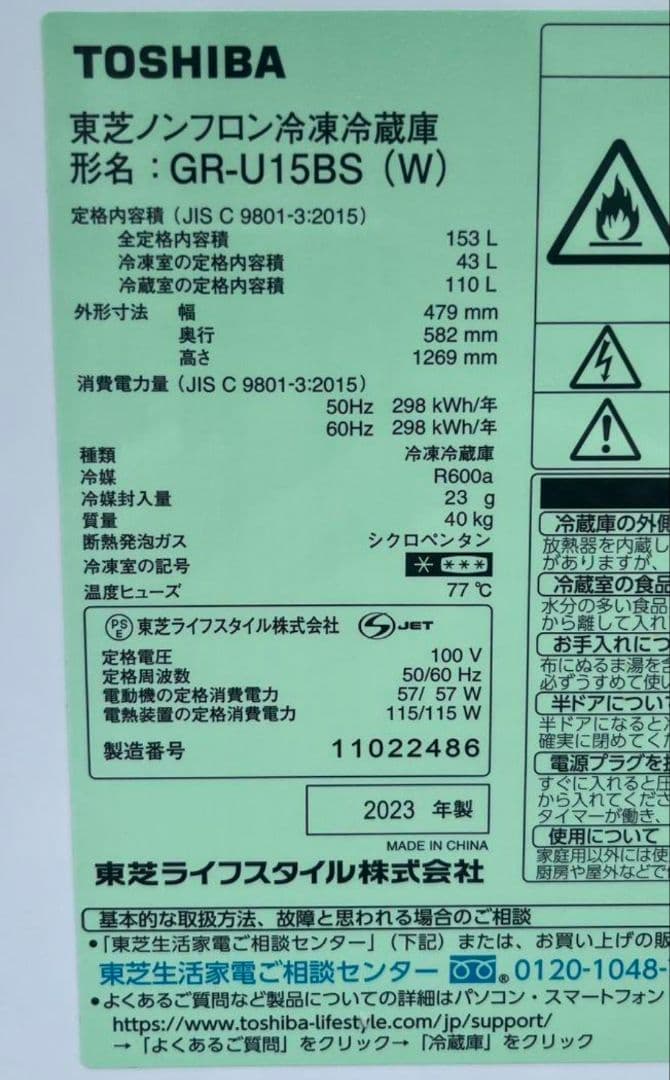 TOSHIBA
東芝ノンフロン冷凍冷蔵庫
形名：GR-U15BS（W）
定格内容積（JIS C 9801-3:2015）
全定格内容積 153 L
冷凍室の定格内容積 43 L
冷蔵室の定格内容積 110 L
外形寸法 幅 479 mm
奥行 582 mm
高さ 1269 mm
消費電力量（JIS C 9801-3:2015）
50Hz 298 kWh/年
60Hz 298 kWh/年
種類 冷凍冷蔵庫
冷媒 R600a
冷媒封入量 23 g
質量 40 kg
断熱発泡ガス シクロペンタン
冷凍室の記号 * ***
温度ヒューズ 77 ℃
PSE 東芝ライフスタイル株式会社 S JET
定格電圧 100 V
定格周波数 50/60 Hz
電動機の定格消費電力 57/ 57 W
電熱装置の定格消費電力 115/115 W
製造番号 11022486
2023 年製
MADE IN CHINA
東芝ライフスタイル株式会社
冷蔵庫の外側
放熱器を内蔵し
がありますが、
冷蔵室の食品
水分の多い食品
から離して入れ
お手入れにつ
布にぬるま湯を含
必ずうすめて使い
半ドアについ
半ドアになると
確実に閉めてくだ
電源プラグを抜
すぐに入れると圧
から入れてくださ
タイマーが働き、
使用について
家庭用以外には使
厨房や屋外などで
基本的な取扱方法、故障と思われる場合のご相談
●「東芝生活家電ご相談センター」（下記）または、お買い上げの販
東芝生活家電ご相談センター ® 0120-1048-
●よくあるご質問など製品についての詳細はパソコン・スマートフォン
https://www.toshiba-lifestyle.com/jp/support/
→「よくあるご質問」をクリック→「冷蔵庫」をクリック